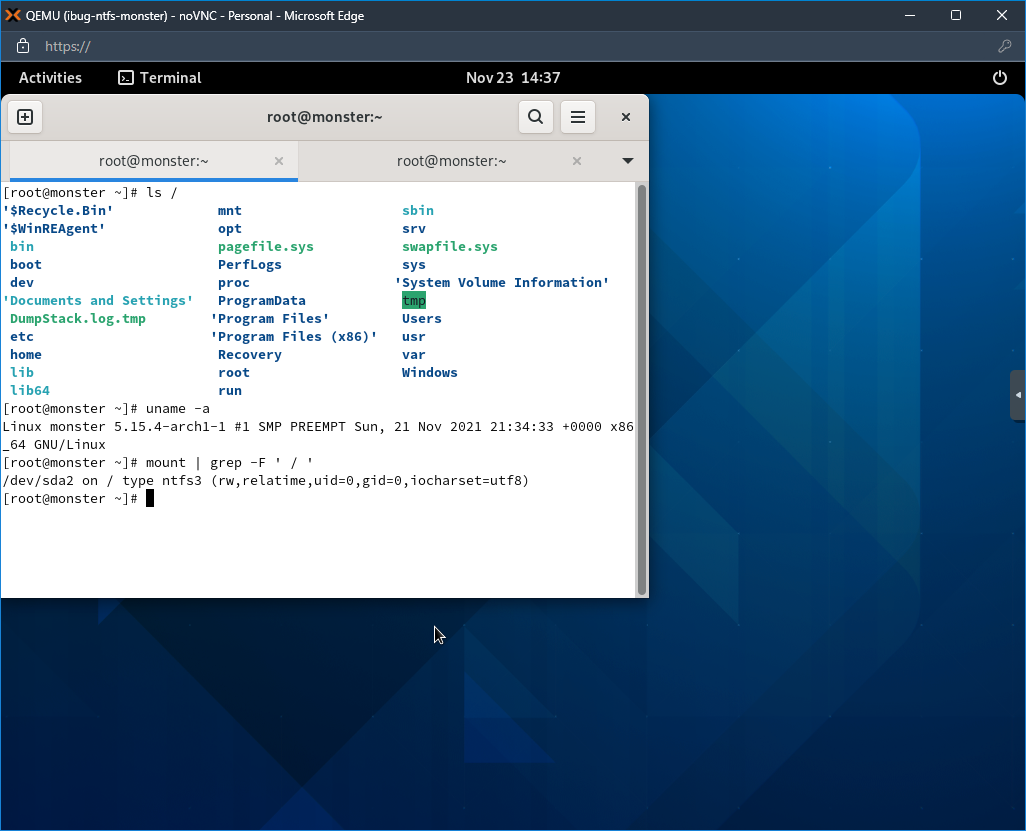 QEMU (ibug-ntfs-monster) - noVNC - Personal - Microsoft Edge
https://
Activities Terminal Nov 23 14:37
root@monster:~
root@monster:~ root@monster:~
[root@monster ~]# ls /
'$Recycle.Bin' mnt sbin
'$WinREAgent' opt srv
bin pagefile.sys swapfile.sys
boot PerfLogs sys
dev proc 'System Volume Information'
'Documents and Settings' ProgramData tmp
DumpStack.log.tmp 'Program Files' Users
etc 'Program Files (x86)' usr
home Recovery var
lib root Windows
lib64 run
[root@monster ~]# uname -a
Linux monster 5.15.4-arch1-1 #1 SMP PREEMPT Sun, 21 Nov 2021 21:34:33 +0000 x86
_64 GNU/Linux
[root@monster ~]# mount | grep -F ' / '
/dev/sda2 on / type ntfs3 (rw,relatime,uid=0,gid=0,iocharset=utf8)
[root@monster ~]#